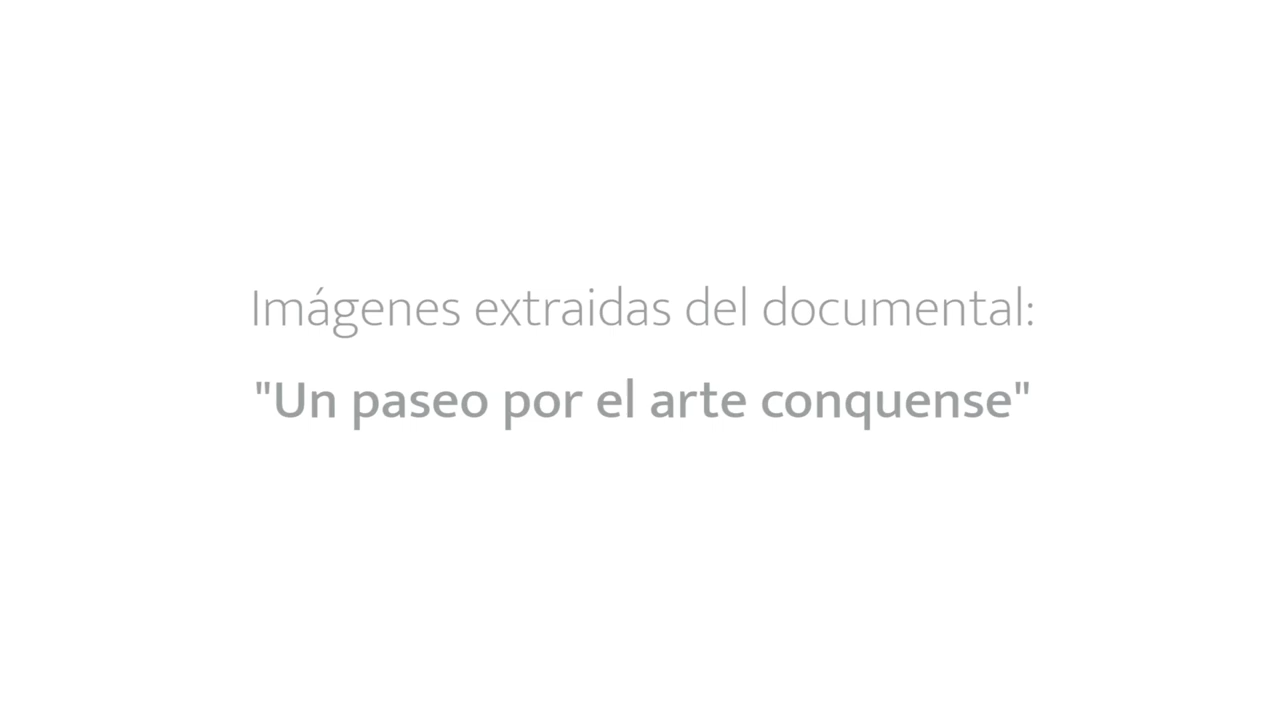 Imágenes extraidas del documental:
"Un paseo por el arte conquense"